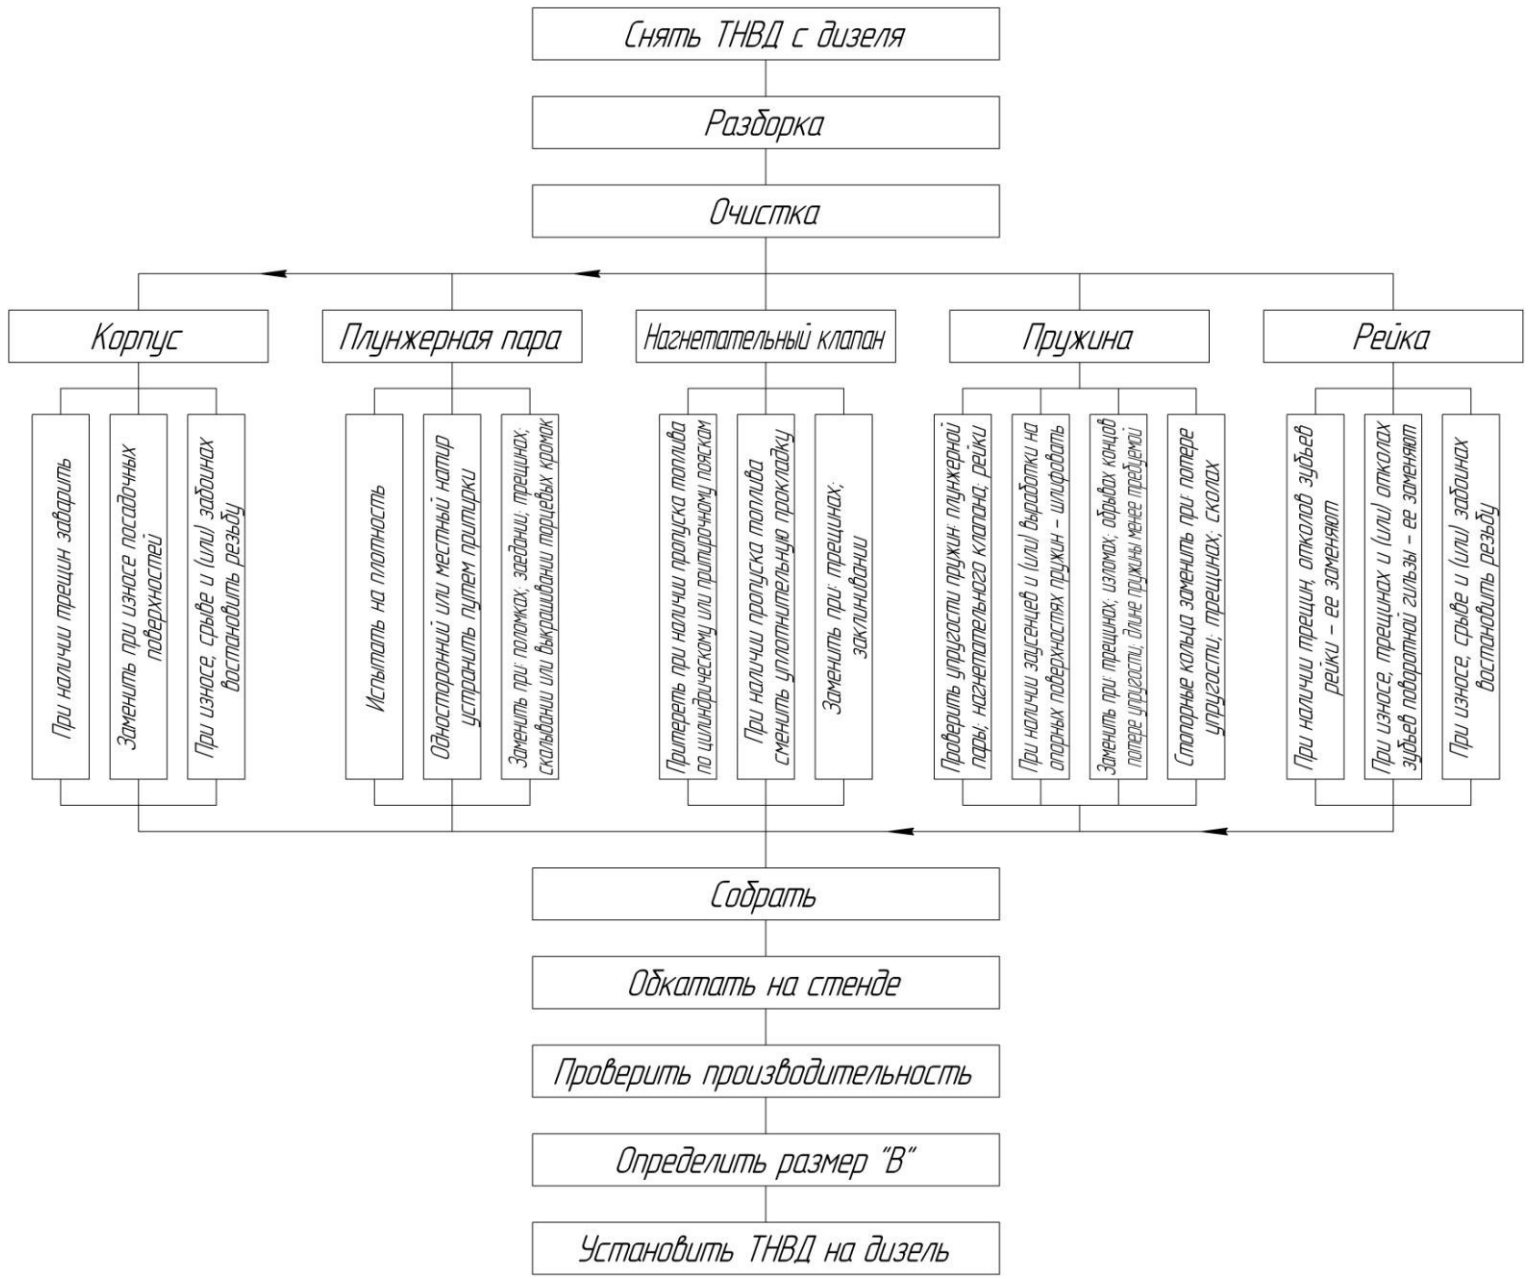 Снять ТНВД с дизеля
Разборка
Очистка
Корпус
Плунжерная пара
Нагнетательный клапан
Пружина
Рейка
При наличии трещин заварить
Заменить при износе посадочных
поверхностей
При износе, срыве и (или) забоинах
востановить резьбу
Испытать на плотность
Односторонний или местный натир
устранить путем притирки
Заменить при: поломках; заедании; трещинах;
скалывании или выкрашивании торцевых кромок
Притереть при наличии пропуска топлива
по цилиндрическому или притирочному пояскам
При наличии пропуска топлива
сменить уплотнительную прокладку
Заменить при: трещинах;
заклинивании
Проверить упругости пружин: плунжерной
пары; нагнетательного клапана; рейки
При наличии заусенцев и (или) выработки на
опорных поверхностях пружин – шлифовать
Заменить при: трещинах; изломах; обрывах концов
потере упругости; длине пружины менее требуемой
Стопорные кольца заменить при: потере
упругости; трещинах; сколах
При наличии трещин, отколов зубьев
рейки – ее заменяют
При износе, трещинах и (или) отколах
зубьев поворотной гильзы – ее заменяют
При износе, срыве и (или) забоинах
востановить резьбу
Собрать
Обкатать на стенде
Проверить производительность
Определить размер "В"
Установить ТНВД на дизель